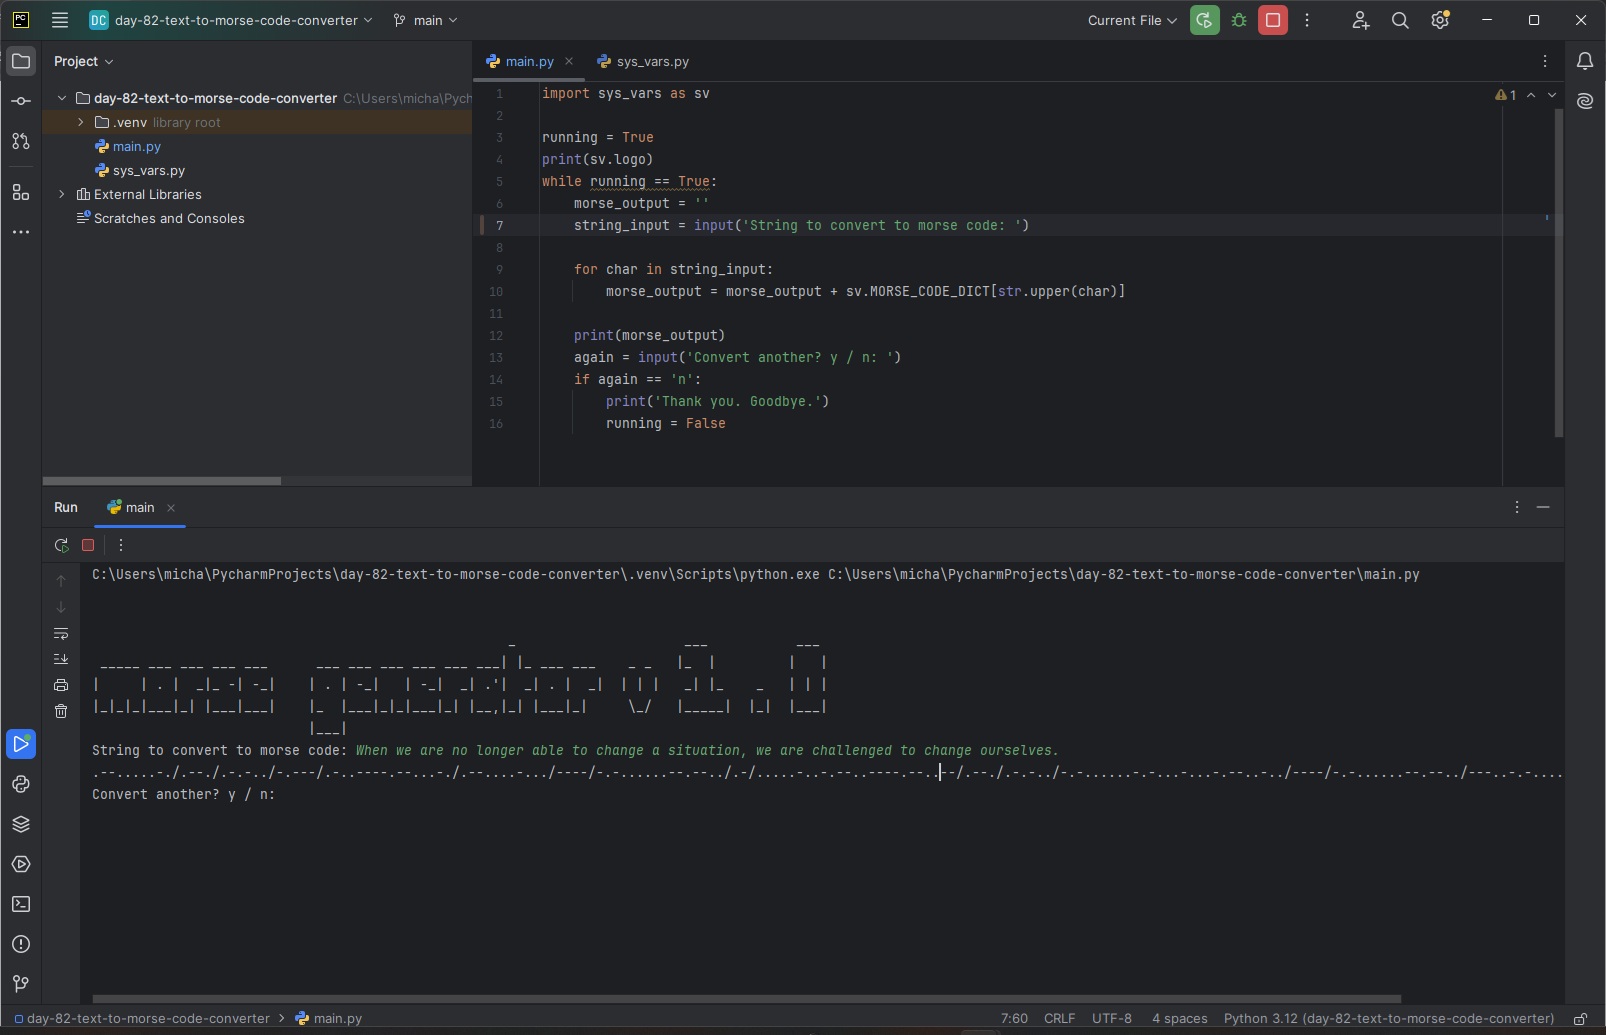 PC
DC day-82-text-to-morse-code-converter
main
Current File
Project
day-82-text-to-morse-code-converter C:\Users\micha\Pych
.venv library root
main.py
sys_vars.py
External Libraries
Scratches and Consoles
main.py
sys_vars.py
1
1 import sys_vars as sv
2
3 running = True
4 print(sv.logo)
5 while running == True:
6 morse_output = ''
7 string_input = input('String to convert to morse code: ')
8
9 for char in string_input:
10 morse_output = morse_output + sv.MORSE_CODE_DICT[str.upper(char)]
11
12 print(morse_output)
13 again = input('Convert another? y / n: ')
14 if again == 'n':
15 print('Thank you. Goodbye.')
16 running = False
Run
main
C:\Users\micha\PycharmProjects\day-82-text-to-morse-code-converter\.venv\Scripts\python.exe C:\Users\micha\PycharmProjects\day-82-text-to-morse-code-converter\main.py
morse generator v1.0
String to convert to morse code: When we are no longer able to change a situation, we are challenged to change ourselves.
Convert another? y / n:
day-82-text-to-morse-code-converter > main.py
7:60 CRLF UTF-8 4 spaces Python 3.12 (day-82-text-to-morse-code-converter)